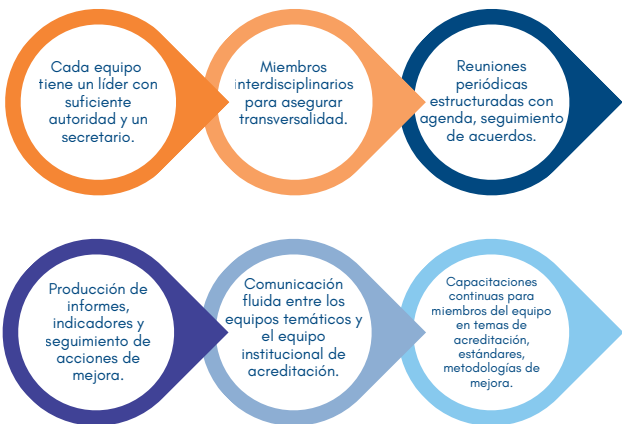 Cada equipo
tiene un líder con
suficiente
autoridad y un
secretario.
Miembros
interdisciplinarios
para asegurar
transversalidad.
Reuniones
periódicas
estructuradas con
agenda, seguimiento
de acuerdos.
Producción de
informes,
indicadores y
seguimiento de
acciones de
mejora.
Comunicación
fluida entre los
equipos temáticos y
el equipo
institucional de
acreditación.
Capacitaciones
continuas para
miembros del equipo
en temas de
acreditación,
estándares,
metodologías de
mejora.